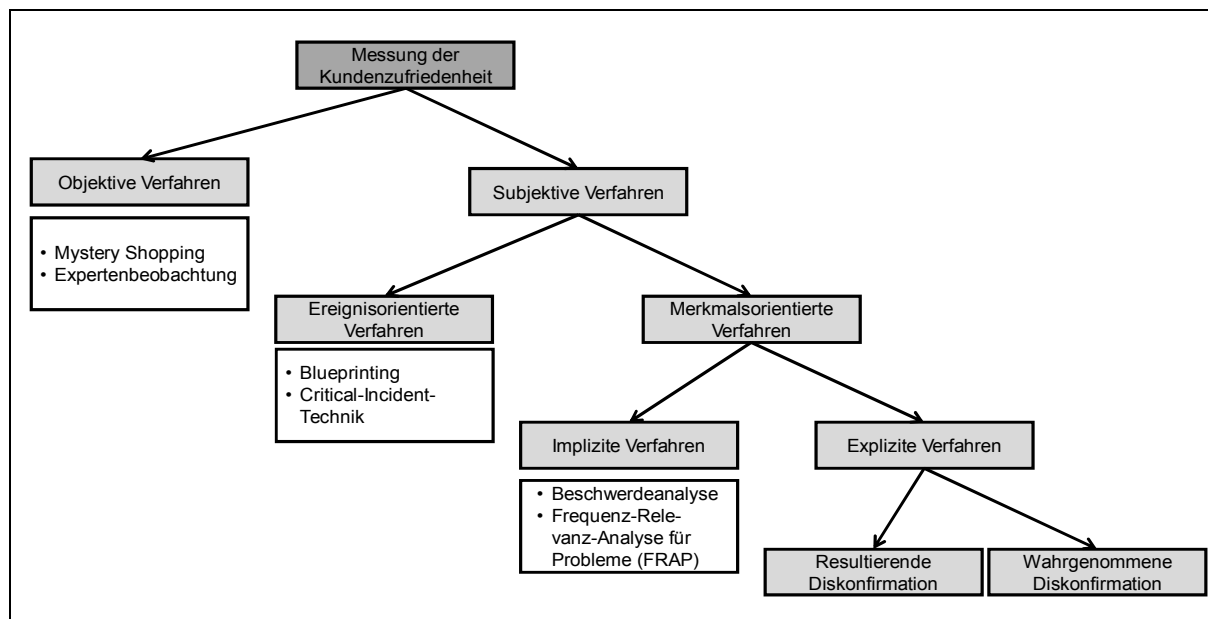 Messung der
Kundenzufriedenheit
Objektive Verfahren
Subjektive Verfahren
• Mystery Shopping
• Expertenbeobachtung
Ereignisorientierte
Verfahren
Merkmalsorientierte
Verfahren
• Blueprinting
• Critical-Incident-
Technik
Implizite Verfahren
Explizite Verfahren
• Beschwerdeanalyse
• Frequenz-Rele-
vanz-Analyse für
Probleme (FRAP)
Resultierende
Diskonfirmation
Wahrgenommene
Diskonfirmation